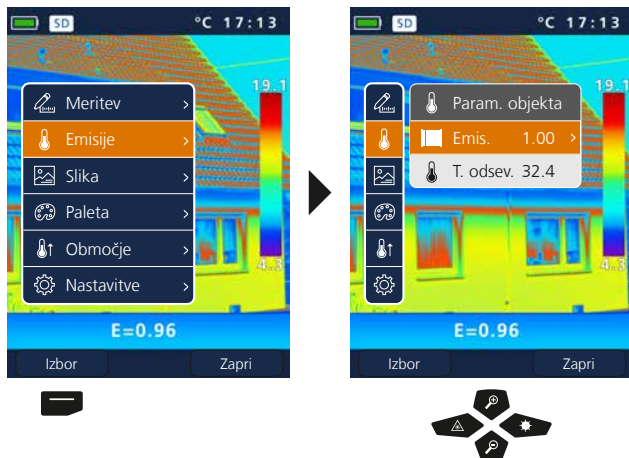 SD °C 17:13
19.1
Meritev
Emisije
Slika
Paleta
Območje
Nastavitve
4.3
E=0.96
Izbor Zapri
SD °C 17:13
19.1
Param. objekta
Emis. 1.00
T. odsev. 32.4
4.3
E=0.96
Izbor Zapri